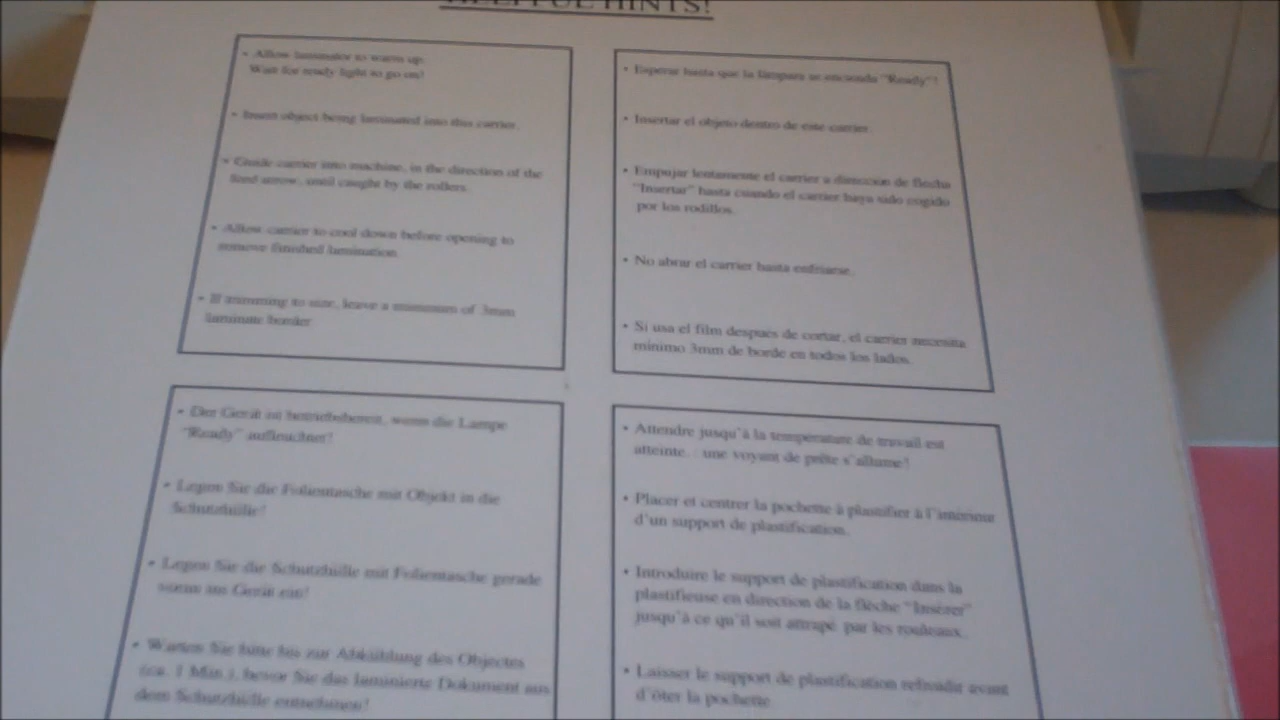 HELPFUL HINTS!
• Allow laminator to warm up.
Wait for ready light to go on!
• Insert object being laminated into this carrier.
• Guide carrier into machine, in the direction of the
feed arrow, until caught by the rollers.
• Allow carrier to cool down before opening to
remove finished lamination.
• If trimming to size, leave a minimum of 3mm
laminate border
• Esperar hasta que la lámpara se encienda "Ready"!
• Insertar el objeto dentro de este carrier.
• Empujar lentamente el carrier a dirección de flecha
"Insertar" hasta cuando el carrier haya sido cogido
por los rodillos.
• No abrar el carrier hasta enfriarse.
• Si usa el film después de cortar, el carrier necesita
mínimo 3mm de borde en todos los lados.
• Der Gerät ist betriebsbereit, wenn die Lampe
"Ready" aufleuchtet!
• Legen Sie die Folientasche mit Objekt in die
Schutzhülle!
• Legen Sie die Schutzhülle mit Folientasche gerade
vorn ins Gerät ein!
• Warten Sie bitte bis zur Abkühlung des Objectes
(ca. 1 Min.), bevor Sie das laminierte Dokument aus
dem Schutzhülle entnehmen!
• Attendre jusqu'à la température de travail est
atteinte. : une voyant de prête s'allume!
• Placer et centrer la pochette à plastifier à l'intérieur
d'un support de plastification.
• Introduire le support de plastification dans la
plastifieuse en direction de la flèche "Insérer"
jusqu'à ce qu'il soit attrapé par les rouleaux.
• Laisser le support de plastification refroidir avant
d'ôter la pochette.